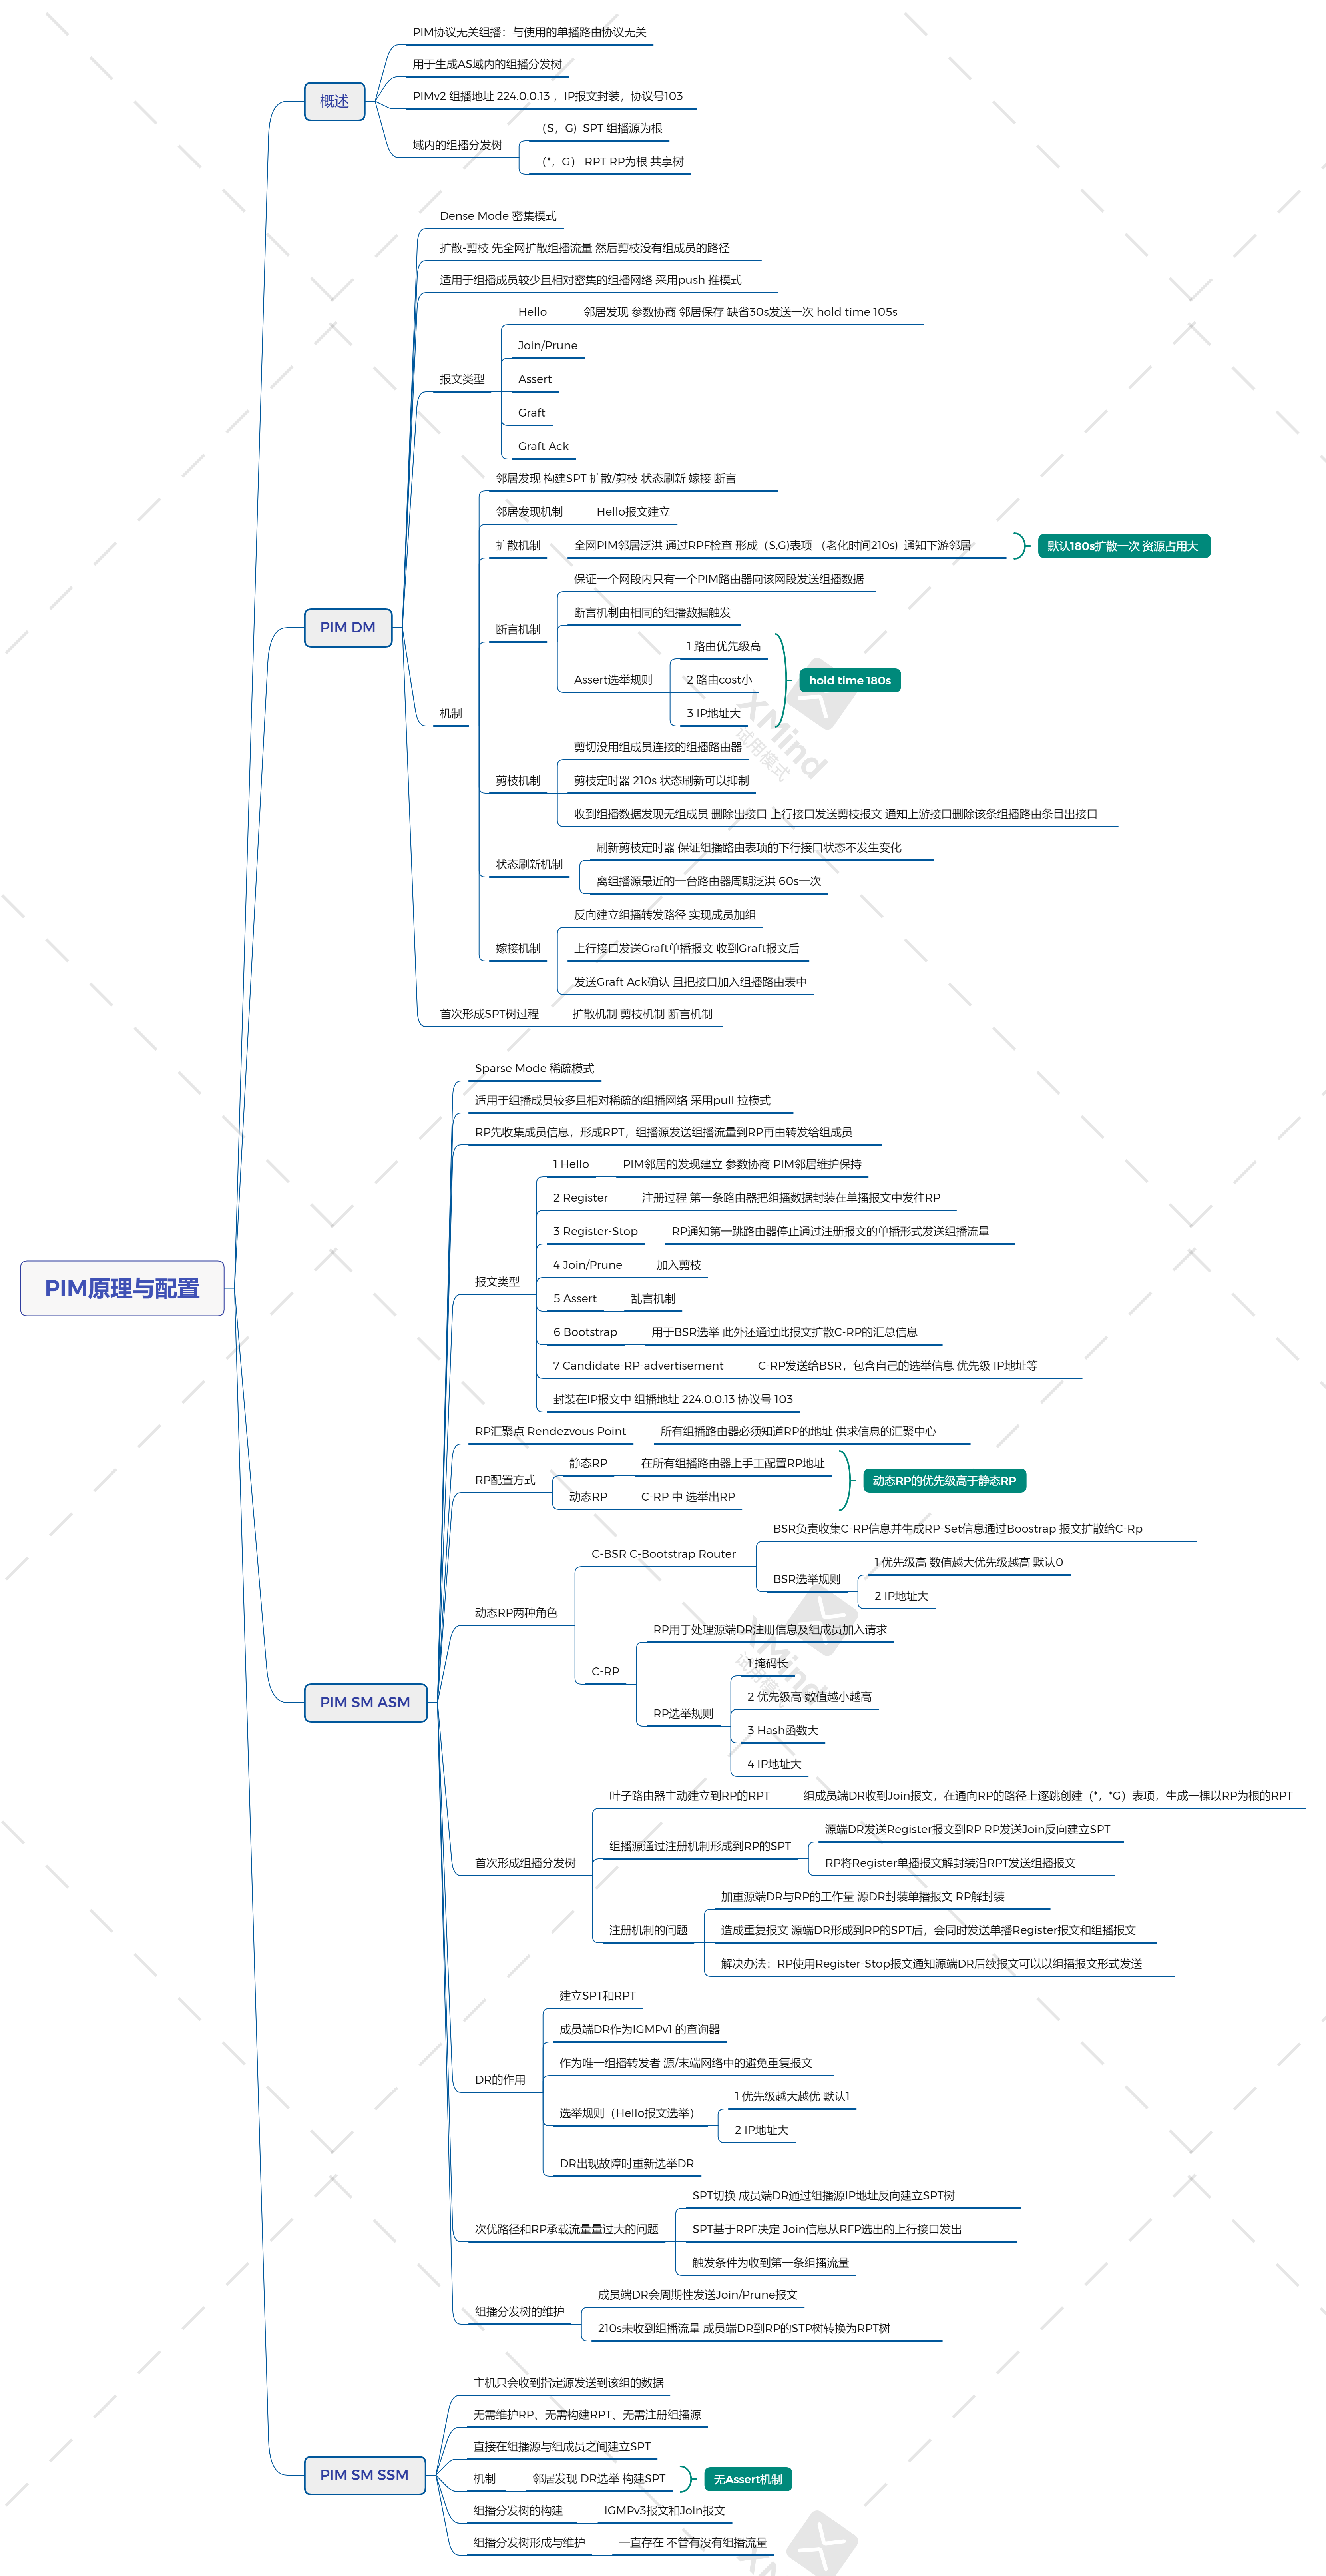 PIM原理与配置
概述
PIM协议无关组播：与使用的单播路由协议无关
用于生成AS域内的组播分发树
PIMv2 组播地址 224.0.0.13 ，IP报文封装，协议号103
域内的组播分发树
（S，G）SPT 组播源为根
（*，G） RPT RP为根 共享树
PIM DM
Dense Mode 密集模式
扩散-剪枝 先全网扩散组播流量 然后剪枝没有组成员的路径
适用于组播成员较少且相对密集的组播网络 采用push 推模式
报文类型
Hello
邻居发现 参数协商 邻居保存 缺省30s发送一次 hold time 105s
Join/Prune
Assert
Graft
Graft Ack
机制
邻居发现 构建SPT 扩散/剪枝 状态刷新 嫁接 断言
邻居发现机制
Hello报文建立
扩散机制
全网PIM邻居泛洪 通过RPF检查 形成（S,G)表项 （老化时间210s）通知下游邻居
默认180s扩散一次 资源占用大
断言机制
保证一个网段内只有一个PIM路由器向该网段发送组播数据
断言机制由相同的组播数据触发
Assert选举规则
1 路由优先级高
2 路由cost小
3 IP地址大
hold time 180s
剪枝机制
剪切没用组成员连接的组播路由器
剪枝定时器 210s 状态刷新可以抑制
收到组播数据发现无组成员 删除出接口 上行接口发送剪枝报文 通知上游接口删除该条组播路由条目出接口
状态刷新机制
刷新剪枝定时器 保证组播路由表项的下行接口状态不发生变化
离组播源最近的一台路由器周期泛洪 60s一次
嫁接机制
反向建立组播转发路径 实现成员加组
上行接口发送Graft单播报文 收到Graft报文后
发送Graft Ack确认 且把接口加入组播路由表中
首次形成SPT树过程
扩散机制 剪枝机制 断言机制
PIM SM ASM
Sparse Mode 稀疏模式
适用于组播成员较多且相对稀疏的组播网络 采用pull 拉模式
RP先收集成员信息，形成RPT，组播源发送组播流量到RP再由转发给组成员
报文类型
1 Hello
PIM邻居的发现建立 参数协商 PIM邻居维护保持
2 Register
注册过程 第一条路由器把组播数据封装在单播报文中发往RP
3 Register-Stop
RP通知第一跳路由器停止通过注册报文的单播形式发送组播流量
4 Join/Prune
加入剪枝
5 Assert
乱言机制
6 Bootstrap
用于BSR选举 此外还通过此报文扩散C-RP的汇总信息
7 Candidate-RP-advertisement
C-RP发送给BSR，包含自己的选举信息 优先级 IP地址等
封装在IP报文中 组播地址 224.0.0.13 协议号 103
RP汇聚点 Rendezvous Point
所有组播路由器必须知道RP的地址 供求信息的汇聚中心
RP配置方式
静态RP
在所有组播路由器上手工配置RP地址
动态RP
C-RP 中 选举出RP
动态RP的优先级高于静态RP
动态RP两种角色
C-BSR C-Bootstrap Router
BSR负责收集C-RP信息并生成RP-Set信息通过Boostrap 报文扩散给C-Rp
BSR选举规则
1 优先级高 数值越大优先级越高 默认0
2 IP地址大
C-RP
RP用于处理源端DR注册信息及组成员加入请求
RP选举规则
1 掩码长
2 优先级高 数值越小越高
3 Hash函数大
4 IP地址大
首次形成组播分发树
叶子路由器主动建立到RP的RPT
组成员端DR收到Join报文，在通向RP的路径上逐跳创建（*，*G）表项，生成一棵以RP为根的RPT
组播源通过注册机制形成到RP的SPT
源端DR发送Register报文到RP RP发送Join反向建立SPT
RP将Register单播报文解封装沿RPT发送组播报文
注册机制的问题
加重源端DR与RP的工作量 源DR封装单播报文 RP解封装
造成重复报文 源端DR形成到RP的SPT后，会同时发送单播Register报文和组播报文
解决办法：RP使用Register-Stop报文通知源端DR后续报文可以以组播报文形式发送
DR的作用
建立SPT和RPT
成员端DR作为IGMPv1 的查询器
作为唯一组播转发者 源/末端网络中的避免重复报文
选举规则（Hello报文选举）
1 优先级越大越优 默认1
2 IP地址大
DR出现故障时重新选举DR
次优路径和RP承载流量量过大的问题
SPT切换 成员端DR通过组播源IP地址反向建立SPT树
SPT基于RPF决定 Join信息从RFP选出的上行接口发出
触发条件为收到第一条组播流量
组播分发树的维护
成员端DR会周期性发送Join/Prune报文
210s未收到组播流量 成员端DR到RP的STP树转换为RPT树
PIM SM SSM
主机只会收到指定源发送到该组的数据
无需维护RP、无需构建RPT、无需注册组播源
直接在组播源与组成员之间建立SPT
机制
邻居发现 DR选举 构建SPT
无Assert机制
组播分发树的构建
IGMPv3报文和Join报文
组播分发树形成与维护
一直存在 不管有没有组播流量
XMind
试用模式
XMind